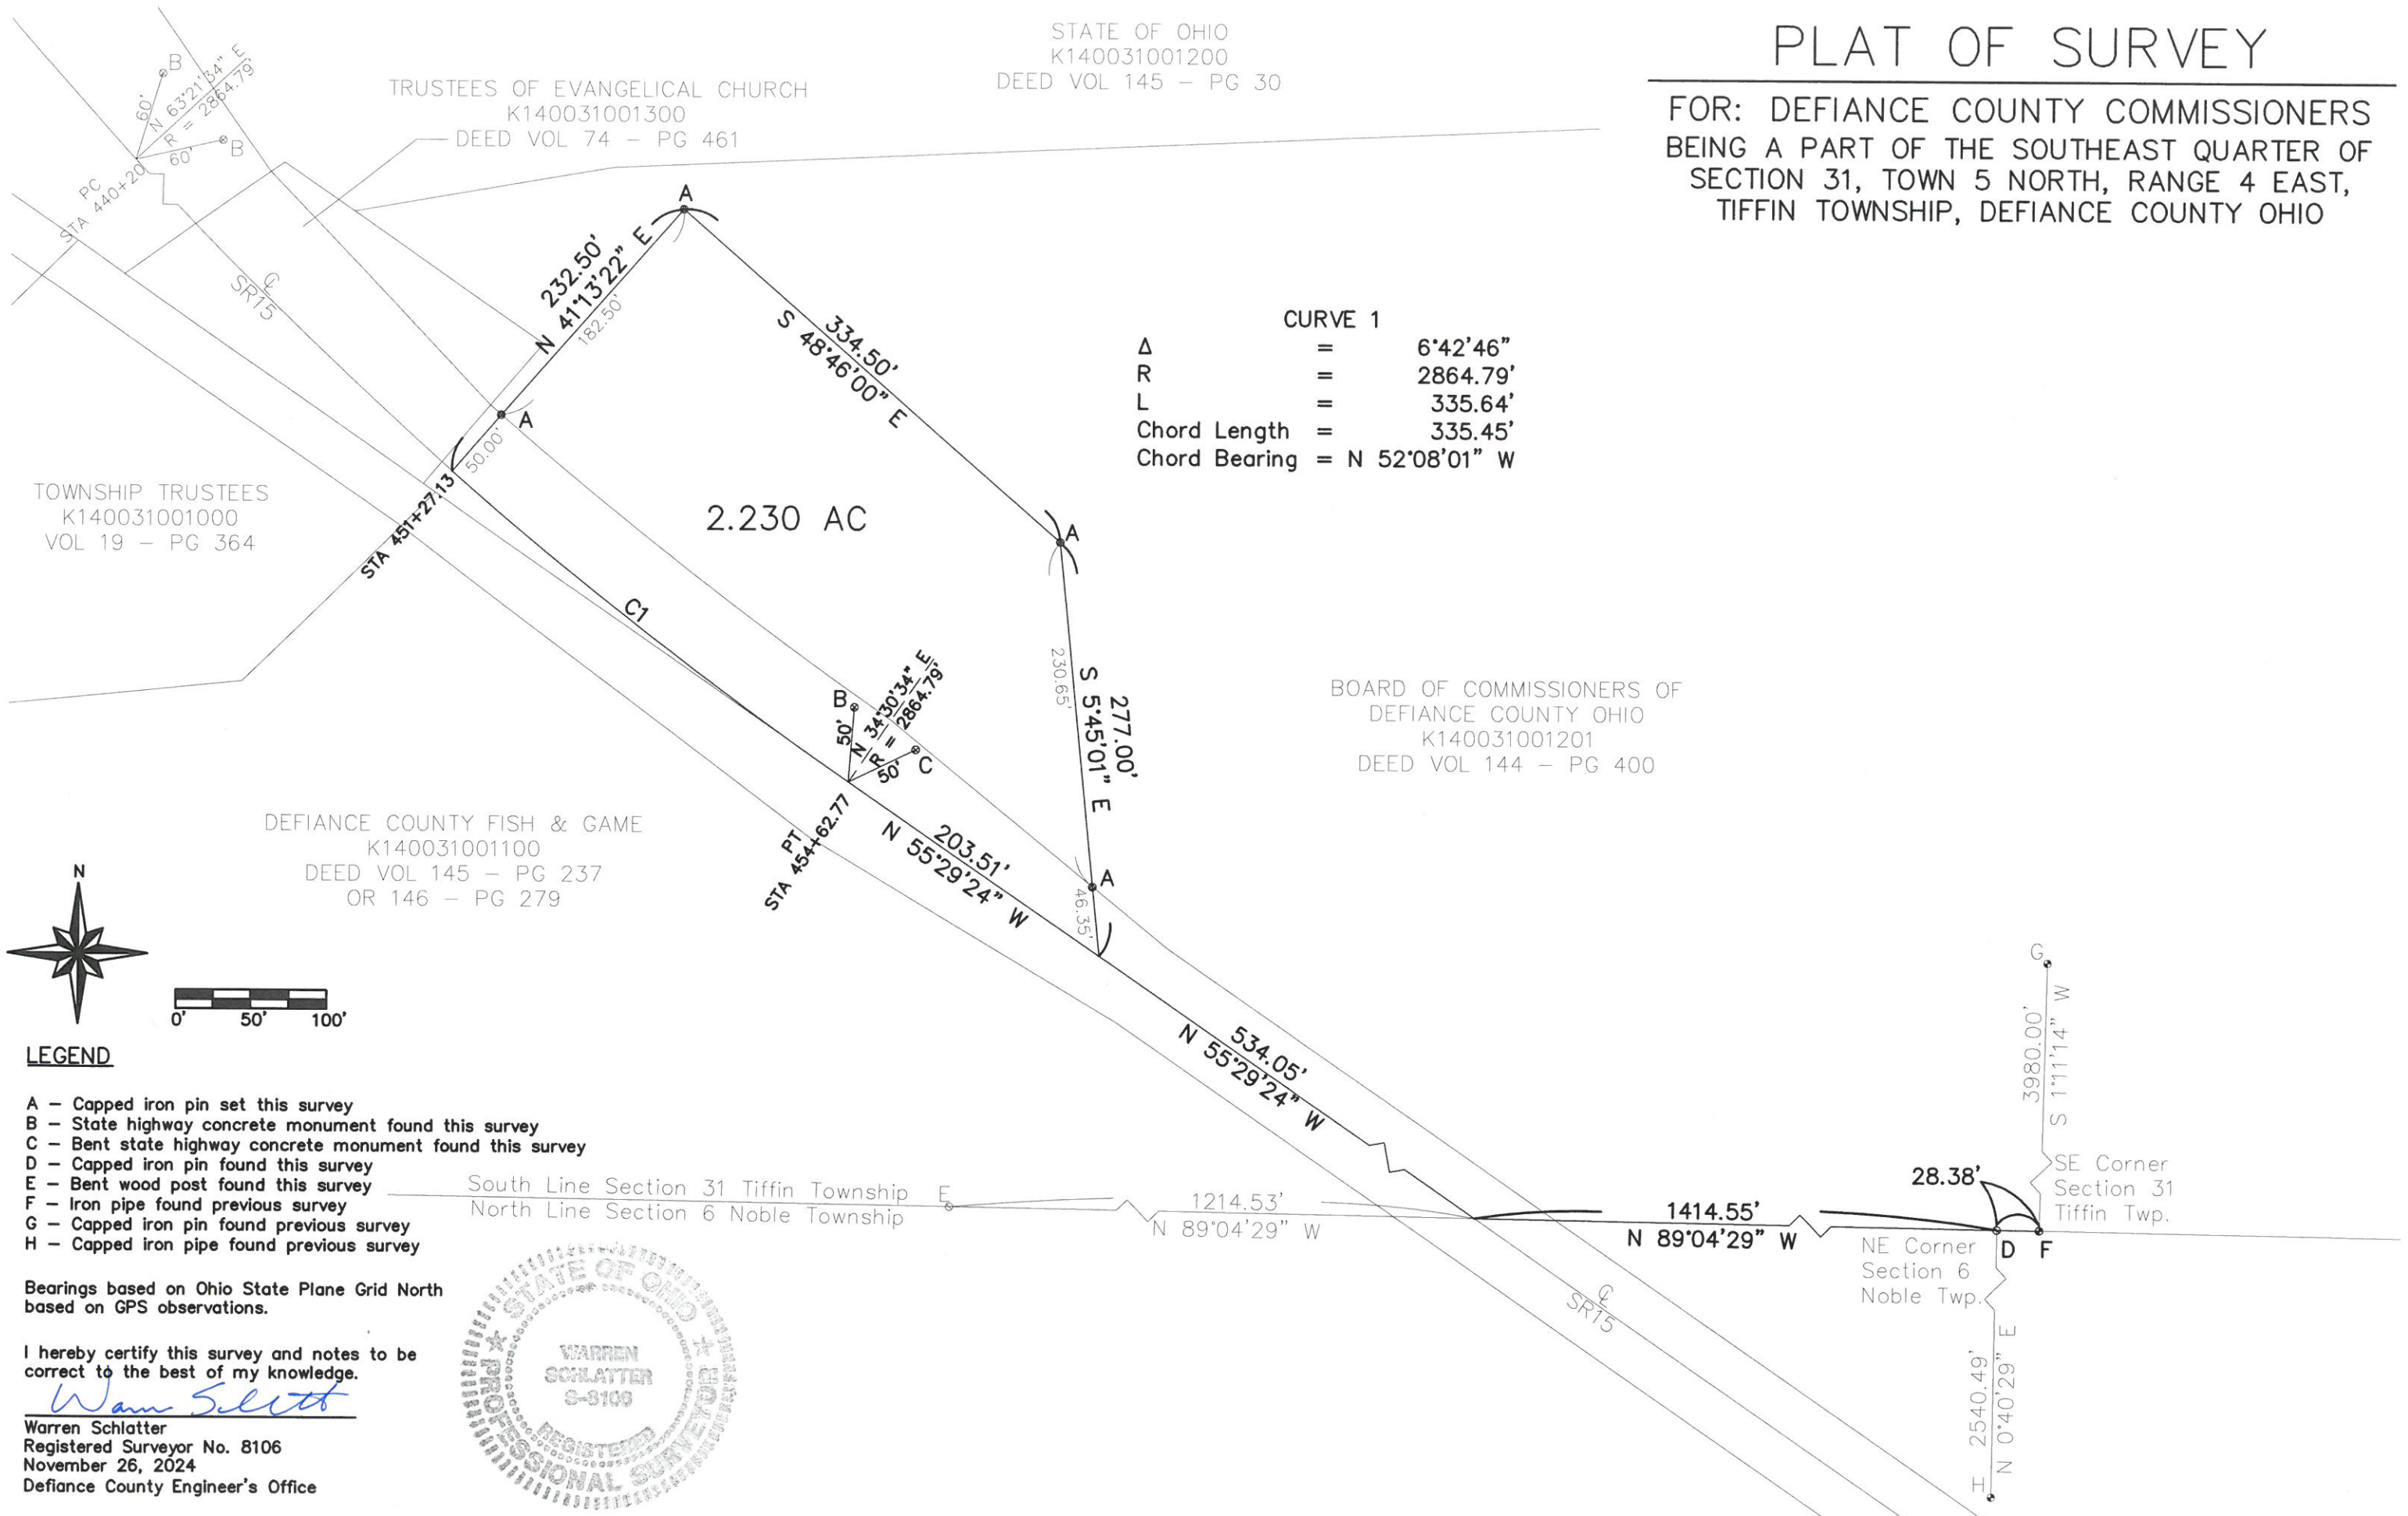 PLAT OF SURVEY
FOR: DEFIANCE COUNTY COMMISSIONERS
BEING A PART OF THE SOUTHEAST QUARTER OF
SECTION 31, TOWN 5 NORTH, RANGE 4 EAST,
TIFFIN TOWNSHIP, DEFIANCE COUNTY OHIO
STATE OF OHIO
K140031001200
DEED VOL 145 – PG 30
TRUSTEES OF EVANGELICAL CHURCH
K140031001300
DEED VOL 74 – PG 461
B
60'
N 63°21'34" E
R = 2864.79'
60'
B
PC
STA 440+20
℄
SR15
A
232.50'
N 41°13'22" E
182.50'
334.50'
S 48°46'00" E
A
50.00'
STA 451+27.13
CURVE 1
Δ = 6°42'46"
R = 2864.79'
L = 335.64'
Chord Length = 335.45'
Chord Bearing = N 52°08'01" W
TOWNSHIP TRUSTEES
K140031001000
VOL 19 – PG 364
2.230 AC
A
C1
230.65'
277.00'
S 5°45'01" E
B
50'
N 34°30'34" E
R = 2864.79'
50'
C
BOARD OF COMMISSIONERS OF
DEFIANCE COUNTY OHIO
K140031001201
DEED VOL 144 – PG 400
PT
STA 454+62.77
203.51'
N 55°29'24" W
A
46.35'
DEFIANCE COUNTY FISH & GAME
K140031001100
DEED VOL 145 – PG 237
OR 146 – PG 279
N
0' 50' 100'
534.05'
N 55°29'24" W
G
3980.00'
S 1°11'14" W
SE Corner
Section 31
Tiffin Twp.
28.38'
South Line Section 31 Tiffin Township
North Line Section 6 Noble Township
E
1214.53'
N 89°04'29" W
1414.55'
N 89°04'29" W
D F
NE Corner
Section 6
Noble Twp.
℄
SR15
2540.49'
N 0°40'29" E
H
LEGEND
A – Capped iron pin set this survey
B – State highway concrete monument found this survey
C – Bent state highway concrete monument found this survey
D – Capped iron pin found this survey
E – Bent wood post found this survey
F – Iron pipe found previous survey
G – Capped iron pin found previous survey
H – Capped iron pipe found previous survey
Bearings based on Ohio State Plane Grid North
based on GPS observations.
I hereby certify this survey and notes to be
correct to the best of my knowledge.
Warren Schlatter
Registered Surveyor No. 8106
November 26, 2024
Defiance County Engineer's Office
STATE OF OHIO
WARREN
SCHLATTER
S-8106
REGISTERED
PROFESSIONAL SURVEYOR